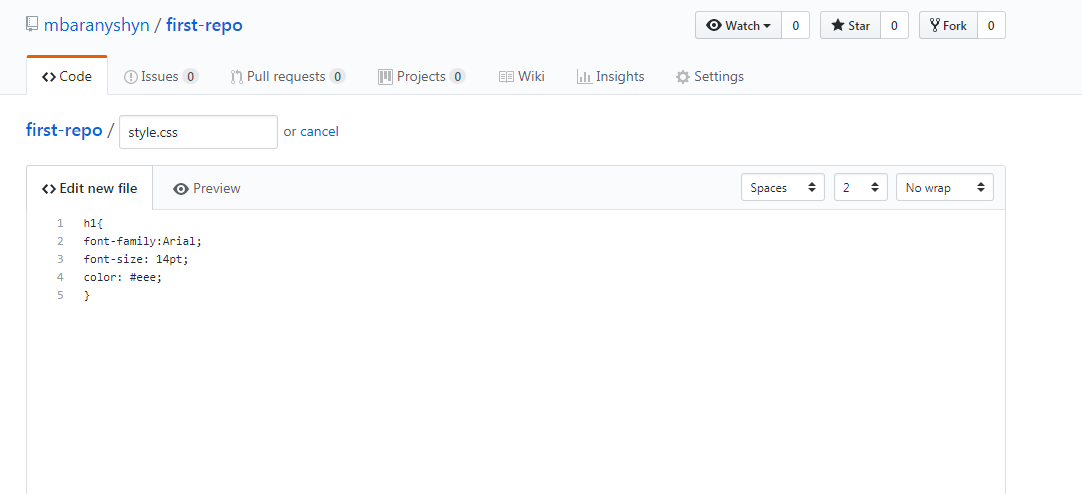 mbaranyshyn / first-repo
Watch 0 Star 0 Fork 0
Code Issues 0 Pull requests 0 Projects 0 Wiki Insights Settings
first-repo / style.css or cancel
Edit new file Preview Spaces 2 No wrap
1 h1{
2 font-family:Arial;
3 font-size: 14pt;
4 color: #eee;
5 }